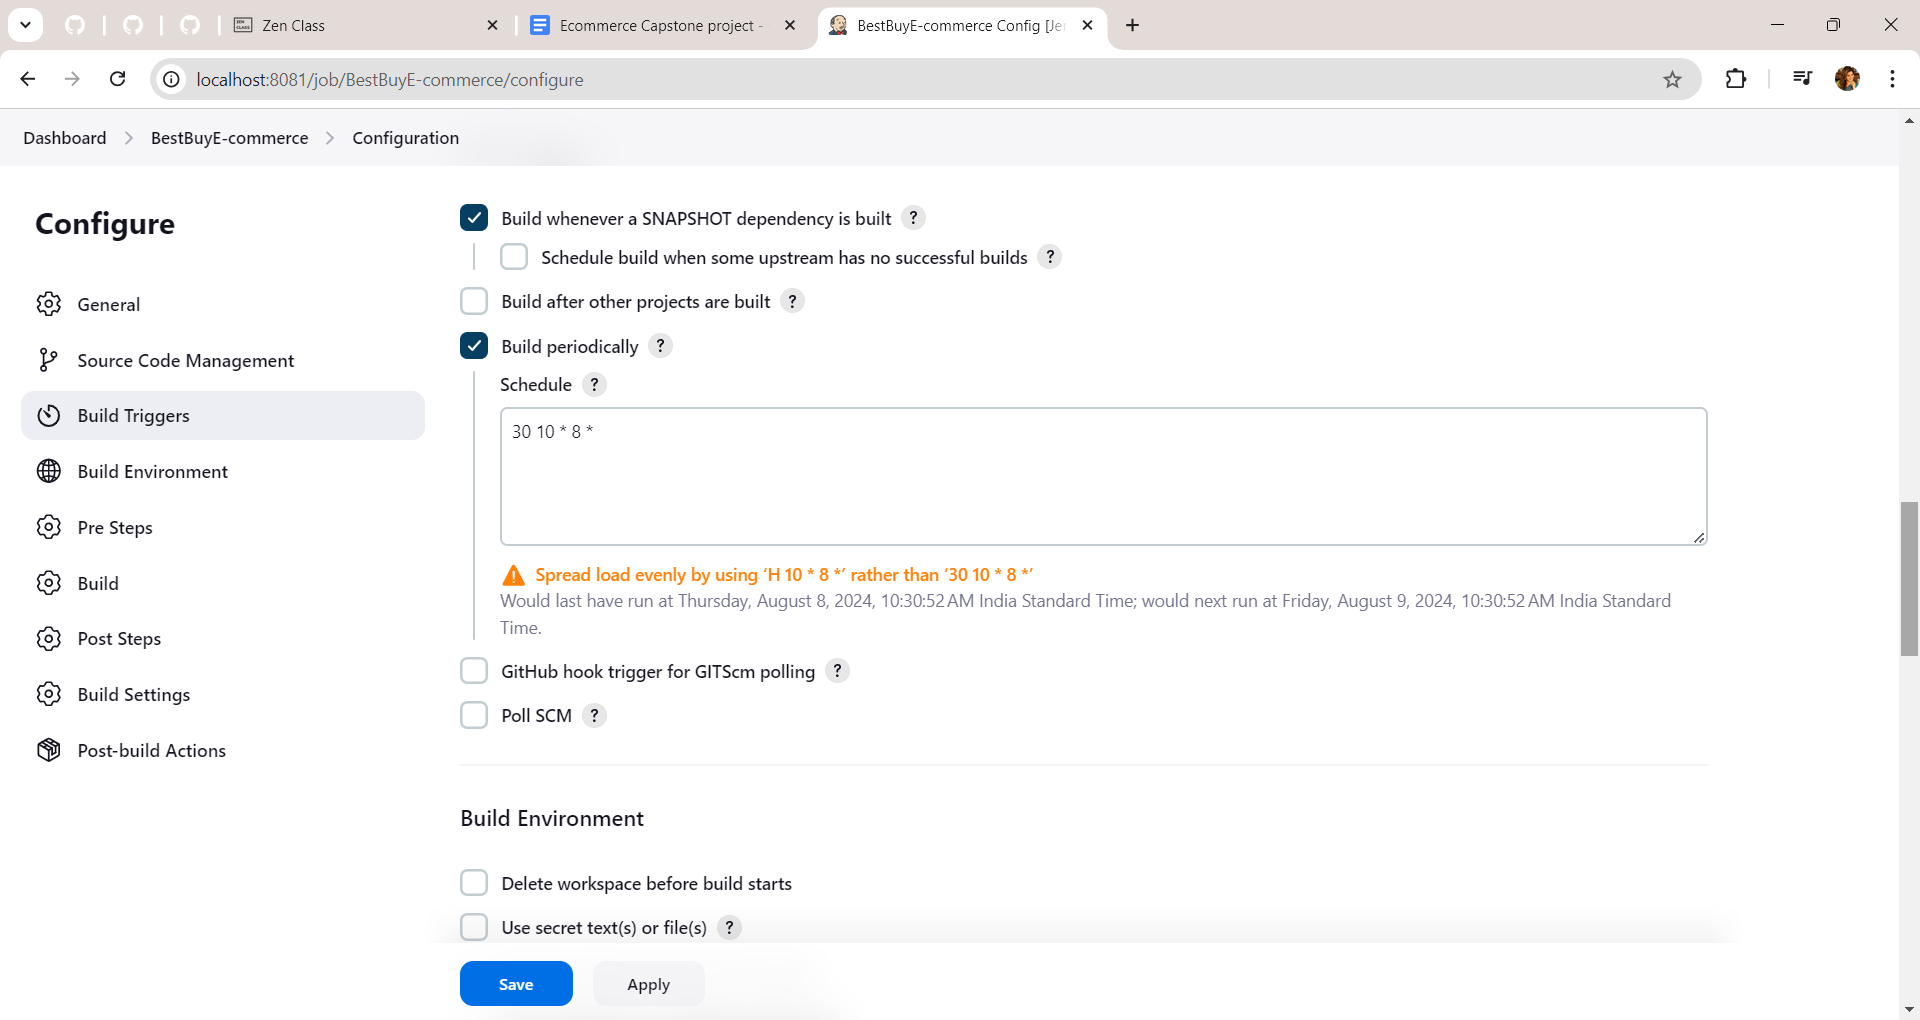 Zen Class
Ecommerce Capstone project -
BestBuyE-commerce Config [Je
localhost:8081/job/BestBuyE-commerce/configure
Dashboard > BestBuyE-commerce > Configuration
Configure
General
Source Code Management
Build Triggers
Build Environment
Pre Steps
Build
Post Steps
Build Settings
Post-build Actions
Build whenever a SNAPSHOT dependency is built ?
Schedule build when some upstream has no successful builds ?
Build after other projects are built ?
Build periodically ?
Schedule ?
30 10 * 8 *
Spread load evenly by using ‘H 10 * 8 *’ rather than ‘30 10 * 8 *’
Would last have run at Thursday, August 8, 2024, 10:30:52 AM India Standard Time; would next run at Friday, August 9, 2024, 10:30:52 AM India Standard
Time.
GitHub hook trigger for GITScm polling ?
Poll SCM ?
Build Environment
Delete workspace before build starts
Use secret text(s) or file(s) ?
Save
Apply